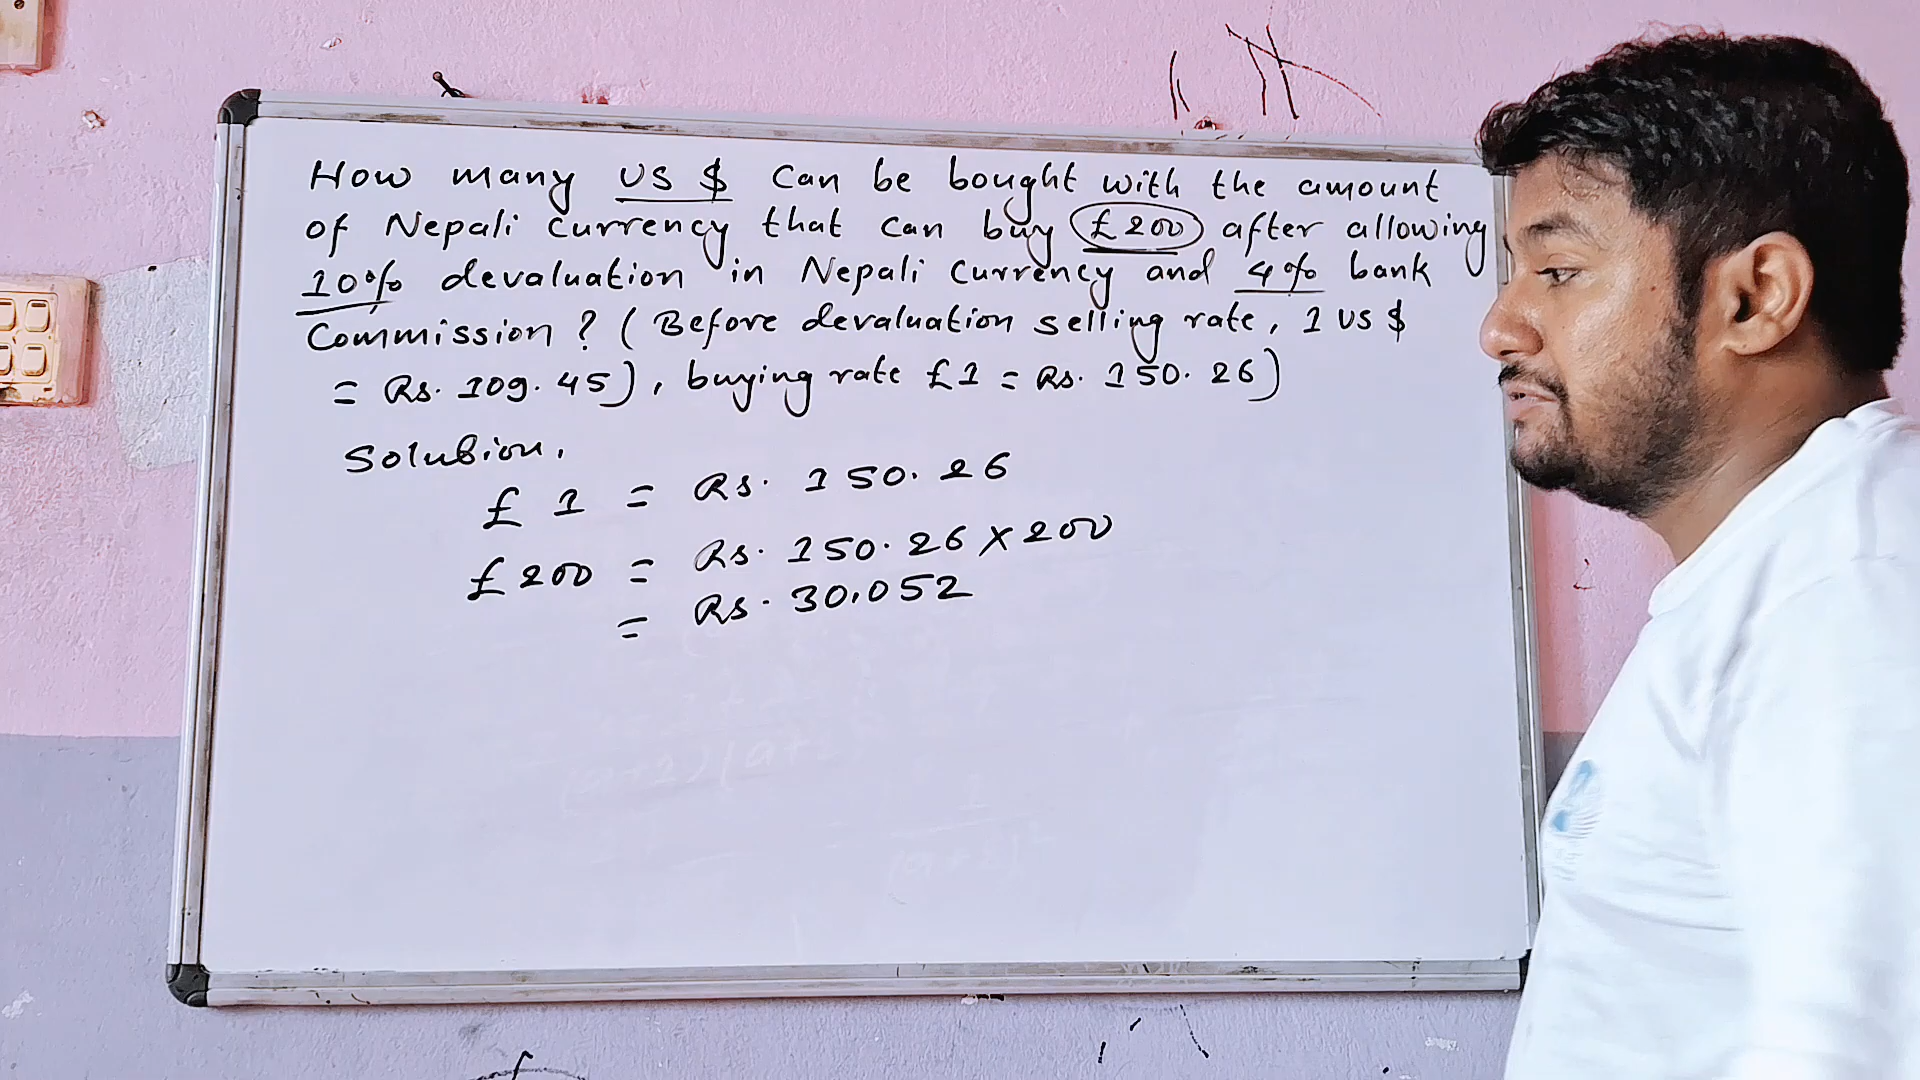 How many US $ can be bought with the amount
of Nepali currency that can buy £200 after allowing
10% devaluation in Nepali currency and 4% bank
Commission ? ( Before devaluation selling rate, 1 US $
= Rs. 109.45), buying rate £1 = Rs. 150.26)
Solution,
£ 1 = Rs. 150.26
£200 = Rs. 150.26 × 200
= Rs. 30,052